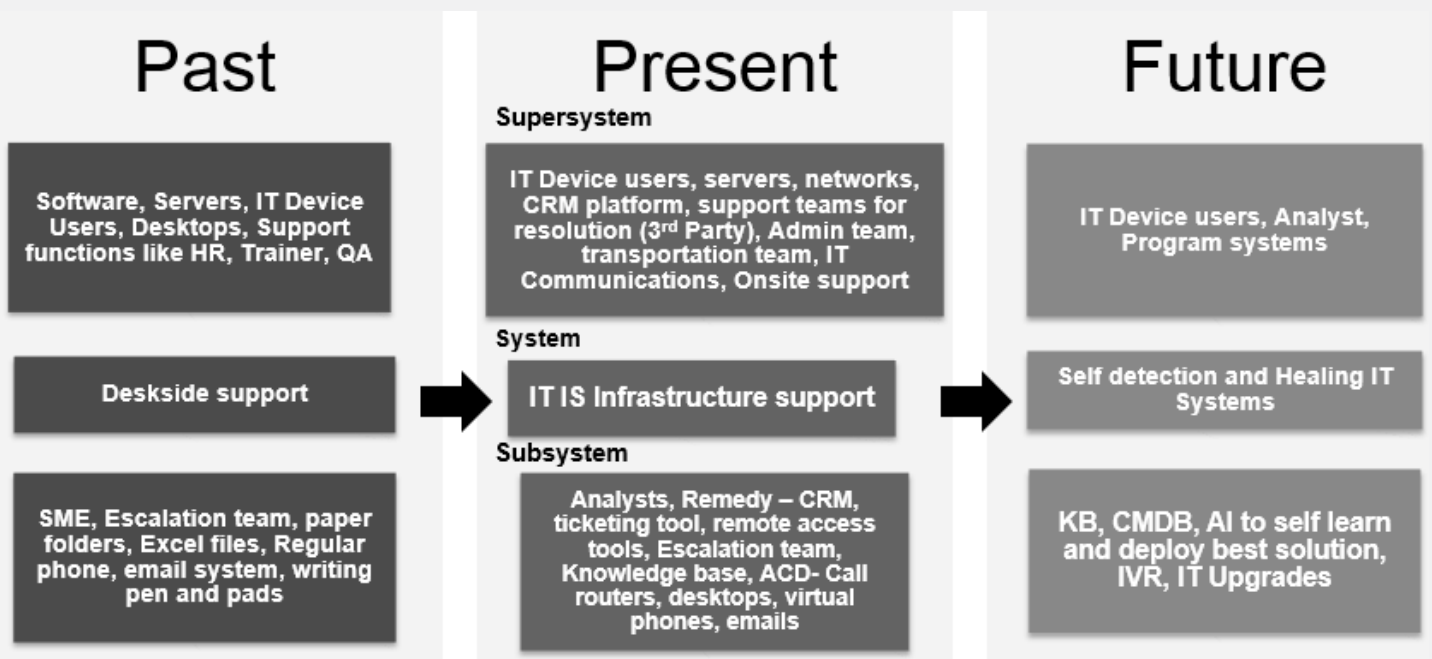 Past
Present
Future
Supersystem
Software, Servers, IT Device
Users, Desktops, Support
functions like HR, Trainer, QA
IT Device users, servers, networks,
CRM platform, support teams for
resolution (3rd Party), Admin team,
transportation team, IT
Communications, Onsite support
IT Device users, Analyst,
Program systems
System
Deskside support
IT IS Infrastructure support
Self detection and Healing IT
Systems
Subsystem
SME, Escalation team, paper
folders, Excel files, Regular
phone, email system, writing
pen and pads
Analysts, Remedy – CRM,
ticketing tool, remote access
tools, Escalation team,
Knowledge base, ACD- Call
routers, desktops, virtual
phones, emails
KB, CMDB, AI to self learn
and deploy best solution,
IVR, IT Upgrades